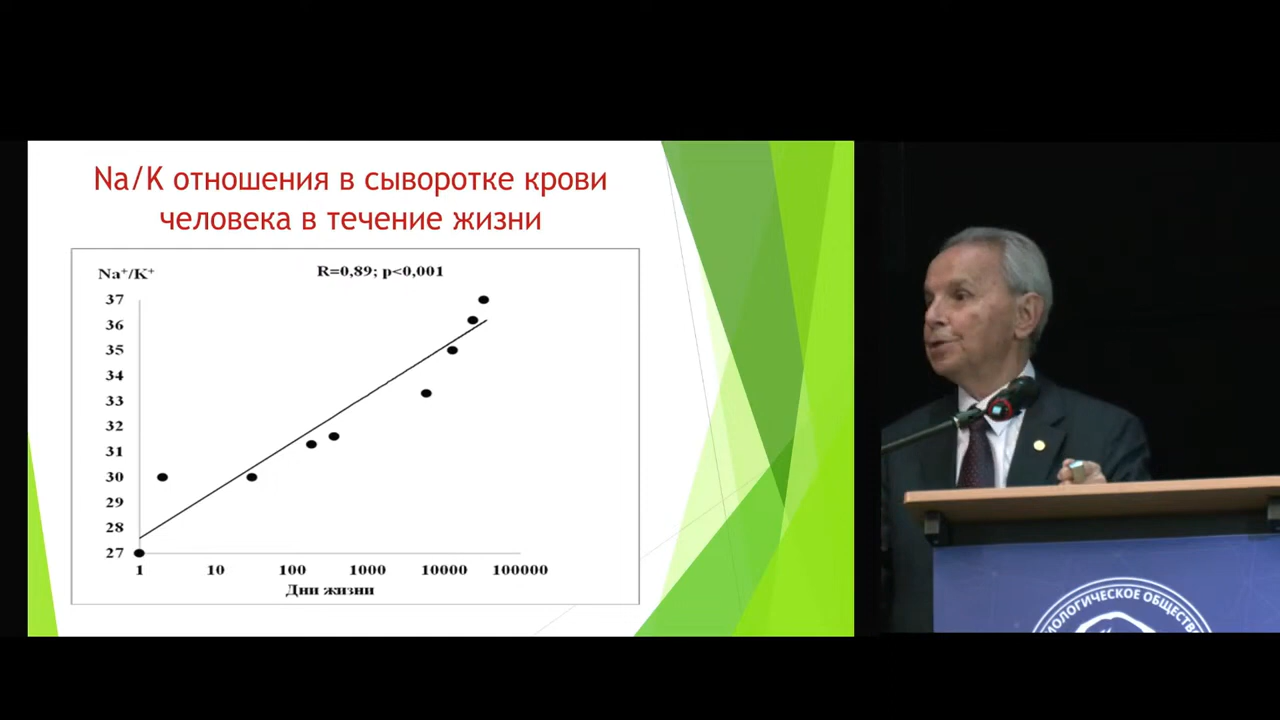 Na/K отношения в сыворотке крови
человека в течение жизни
Na⁺/K⁺
R=0,89; p<0,001
37
36
35
34
33
32
31
30
29
28
27
1 10 100 1000 10000 100000
Дни жизни
ОБЩЕСТВО